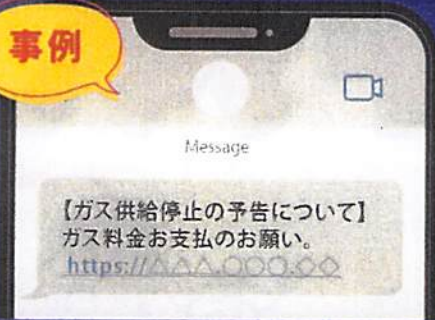 事例
Message
【ガス供給停止の予告について】
ガス料金お支払のお願い。
https://△△△.○○○.◇◇